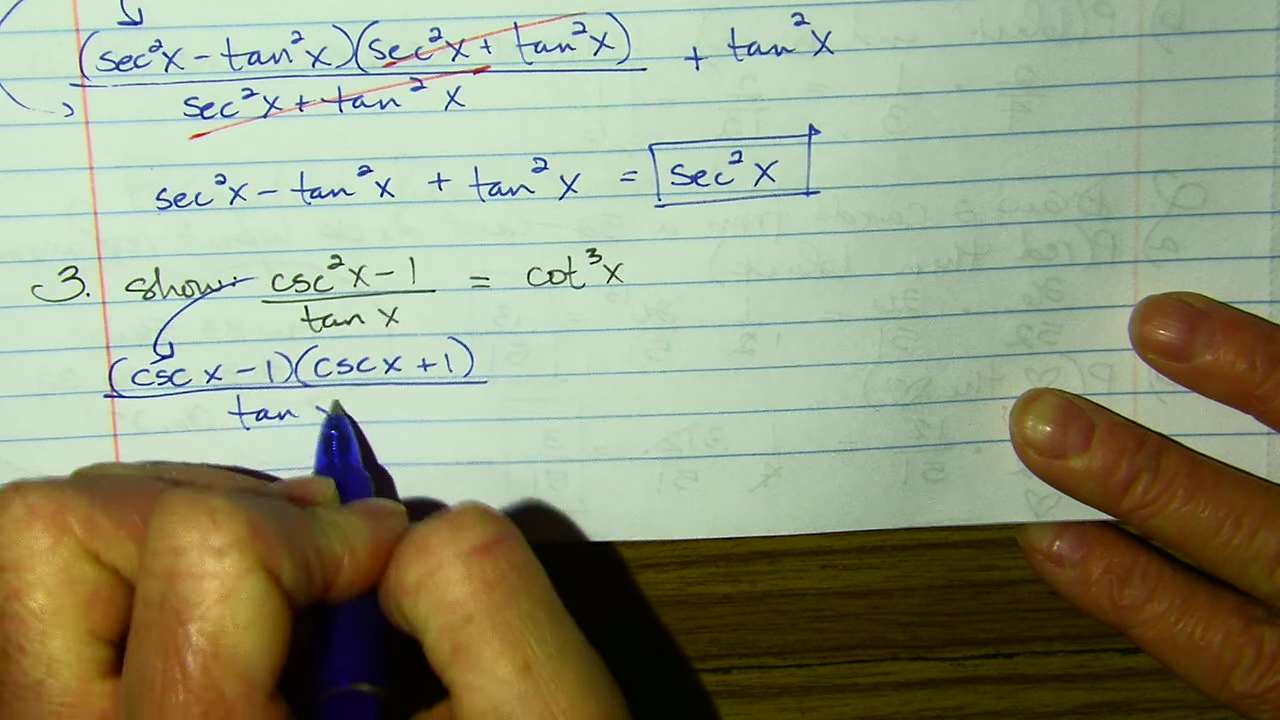 (sec²x - tan²x)(sec²x + tan²x) + tan²x
sec²x + tan²x
sec²x - tan²x + tan²x = sec²x
3. Show: csc²x - 1 = cot³x
tan x
(csc x - 1)(csc x + 1)
tan x